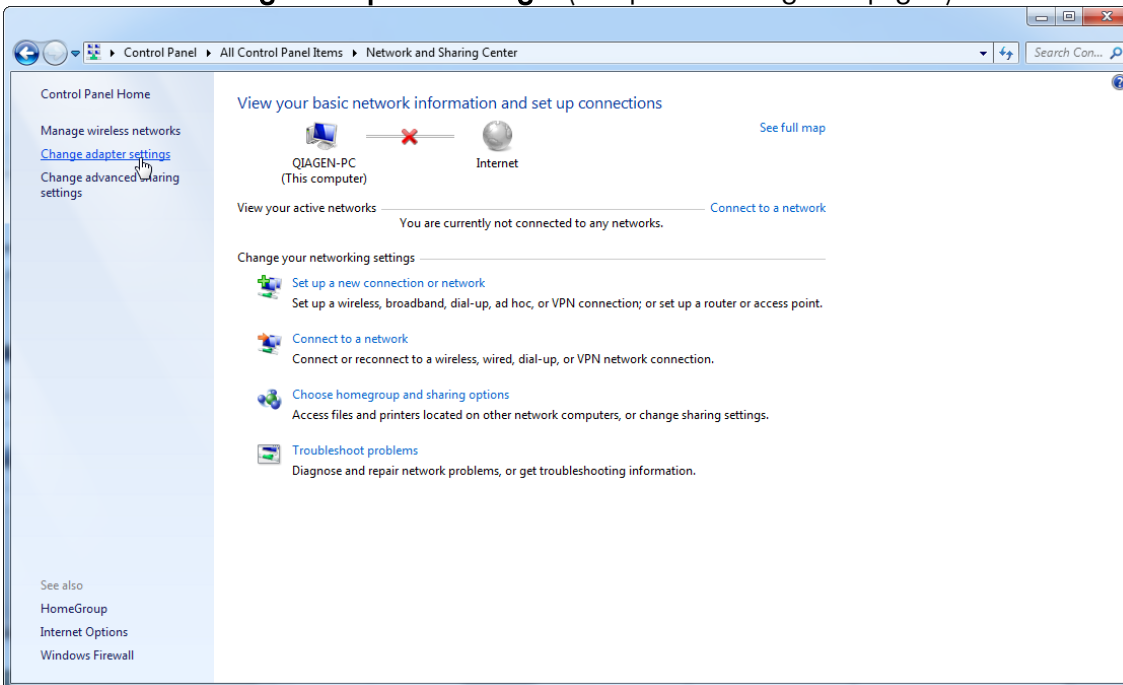 Control Panel ▸ All Control Panel Items ▸ Network and Sharing Center
Search Con...
Control Panel Home
Manage wireless networks
Change adapter settings
Change advanced sharing
settings
View your basic network information and set up connections
See full map
QIAGEN-PC
(This computer)
Internet
View your active networks
Connect to a network
You are currently not connected to any networks.
Change your networking settings
Set up a new connection or network
Set up a wireless, broadband, dial-up, ad hoc, or VPN connection; or set up a router or access point.
Connect to a network
Connect or reconnect to a wireless, wired, dial-up, or VPN network connection.
Choose homegroup and sharing options
Access files and printers located on other network computers, or change sharing settings.
Troubleshoot problems
Diagnose and repair network problems, or get troubleshooting information.
See also
HomeGroup
Internet Options
Windows Firewall